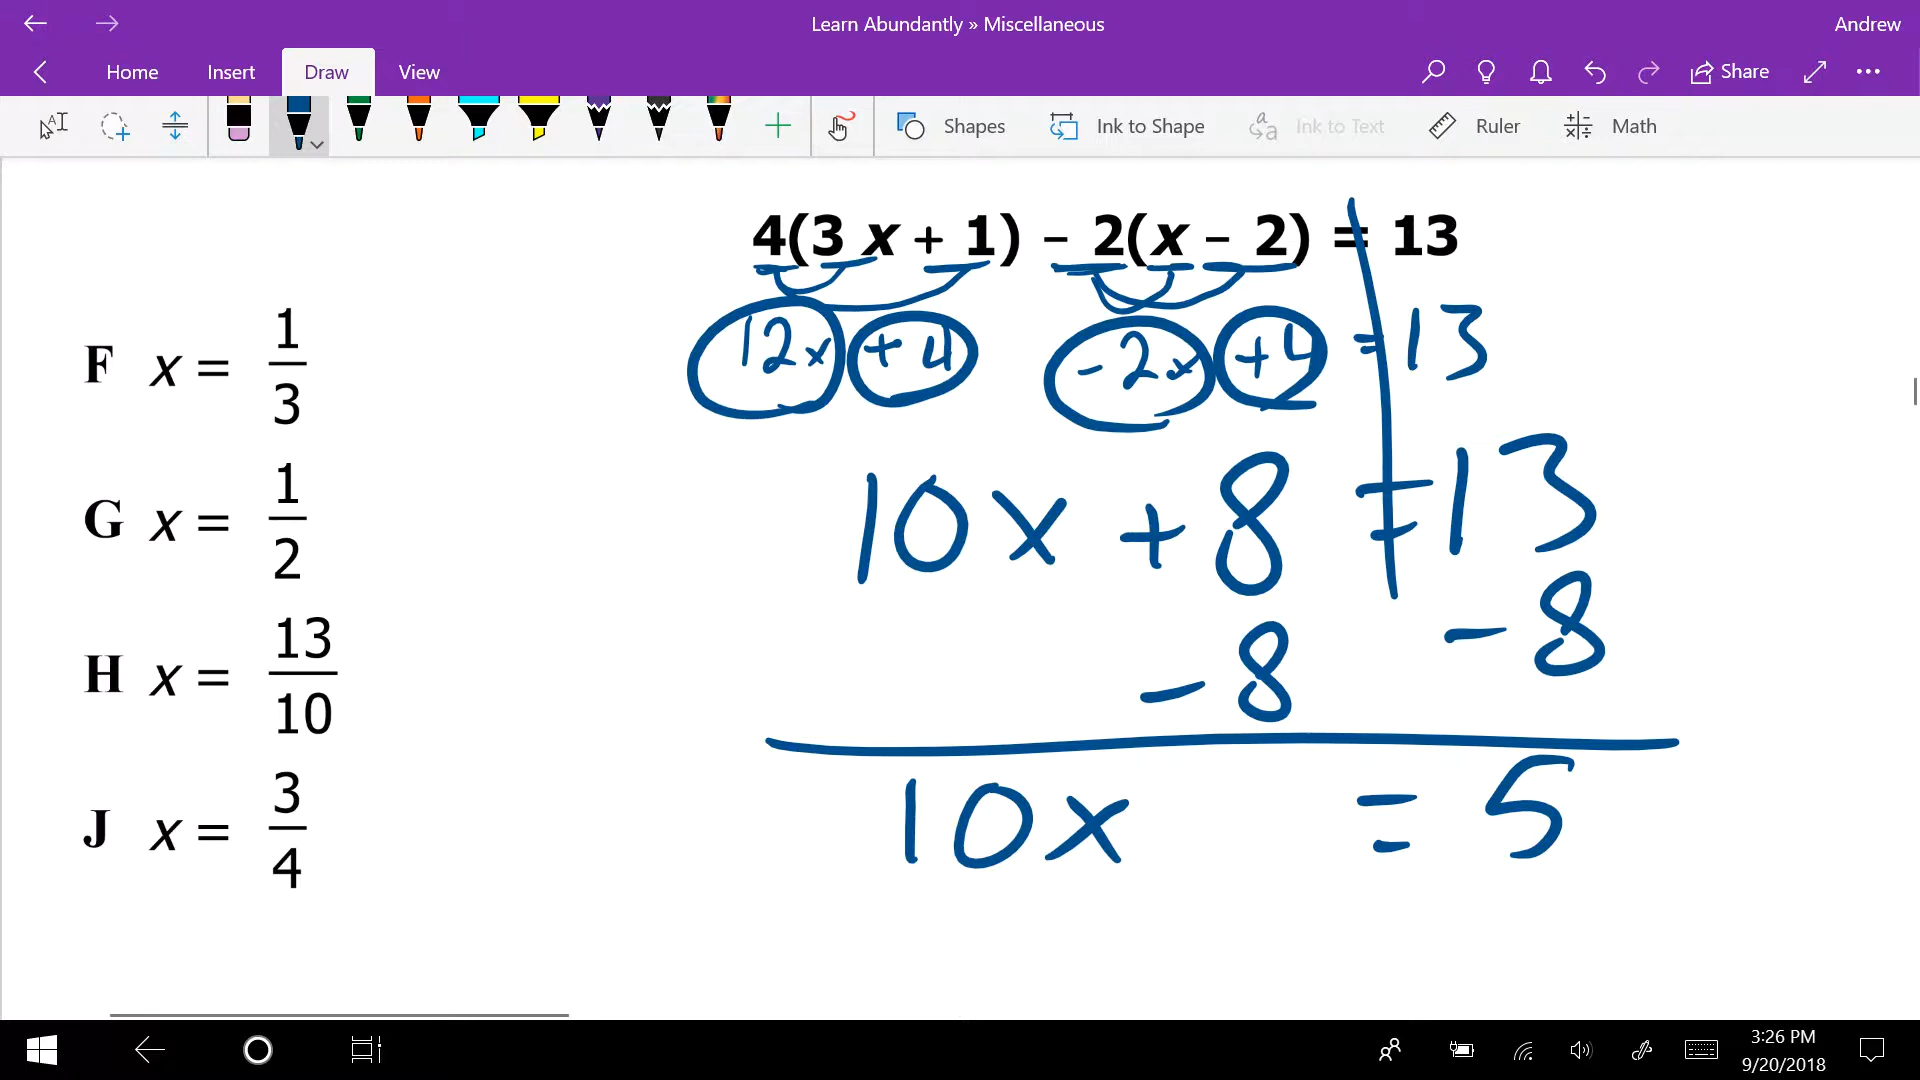 Learn Abundantly » Miscellaneous
Andrew
Home Insert Draw View
Share
Shapes Ink to Shape Ink to Text Ruler Math
4(3 x + 1) – 2(x – 2) = 13
12x +4 -2x +4 = 13
F x = 1/3
10x + 8 = 13
G x = 1/2
-8 -8
H x = 13/10
10x = 5
J x = 3/4
3:26 PM
9/20/2018